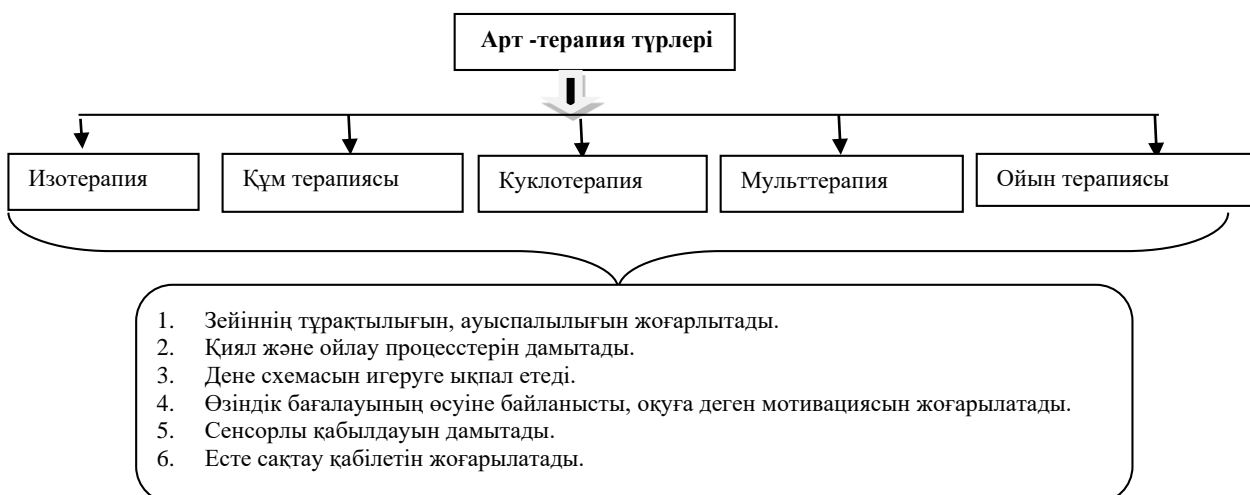 Арт -терапия түрлері
Изотерапия
Құм терапиясы
Куклотерапия
Мульттерапия
Ойын терапиясы
1. Зейіннің тұрақтылығын, ауыспалылығын жоғарлытады.
2. Қиял және ойлау процесстерін дамытады.
3. Дене схемасын игеруге ықпал етеді.
4. Өзіндік бағалауының өсуіне байланысты, оқуға деген мотивациясын жоғарылатады.
5. Сенсорлы қабылдауын дамытады.
6. Есте сақтау қабілетін жоғарылатады.